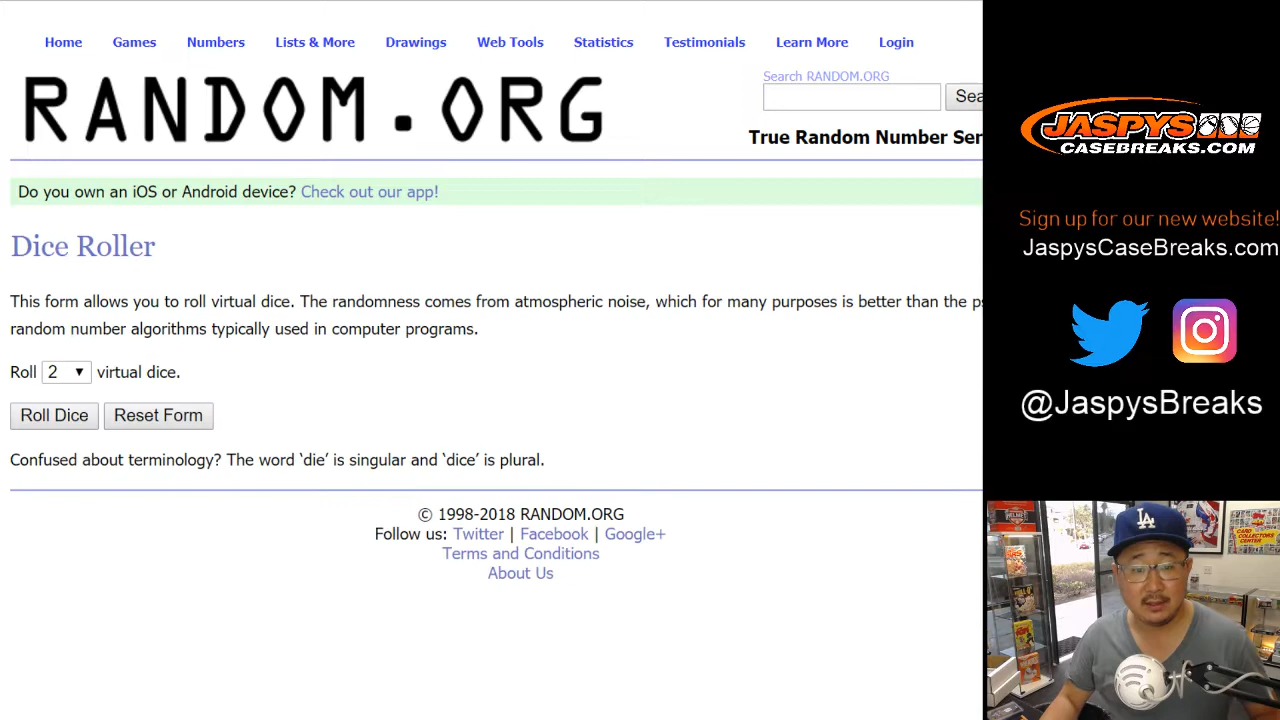 Home Games Numbers Lists & More Drawings Web Tools Statistics Testimonials Learn More Login
RANDOM.ORG
Search RANDOM.ORG
Sea
True Random Number Ser
Do you own an iOS or Android device? Check out our app!
Dice Roller
This form allows you to roll virtual dice. The randomness comes from atmospheric noise, which for many purposes is better than the ps
random number algorithms typically used in computer programs.
Roll 2 virtual dice.
Roll Dice Reset Form
Confused about terminology? The word ‘die’ is singular and ‘dice’ is plural.
© 1998-2018 RANDOM.ORG
Follow us: Twitter | Facebook | Google+
Terms and Conditions
About Us
JASPYS
CASEBREAKS.COM
Sign up for our new website!
JaspysCaseBreaks.com
@JaspysBreaks
LA
CARD
COLLECTORS
CENTER